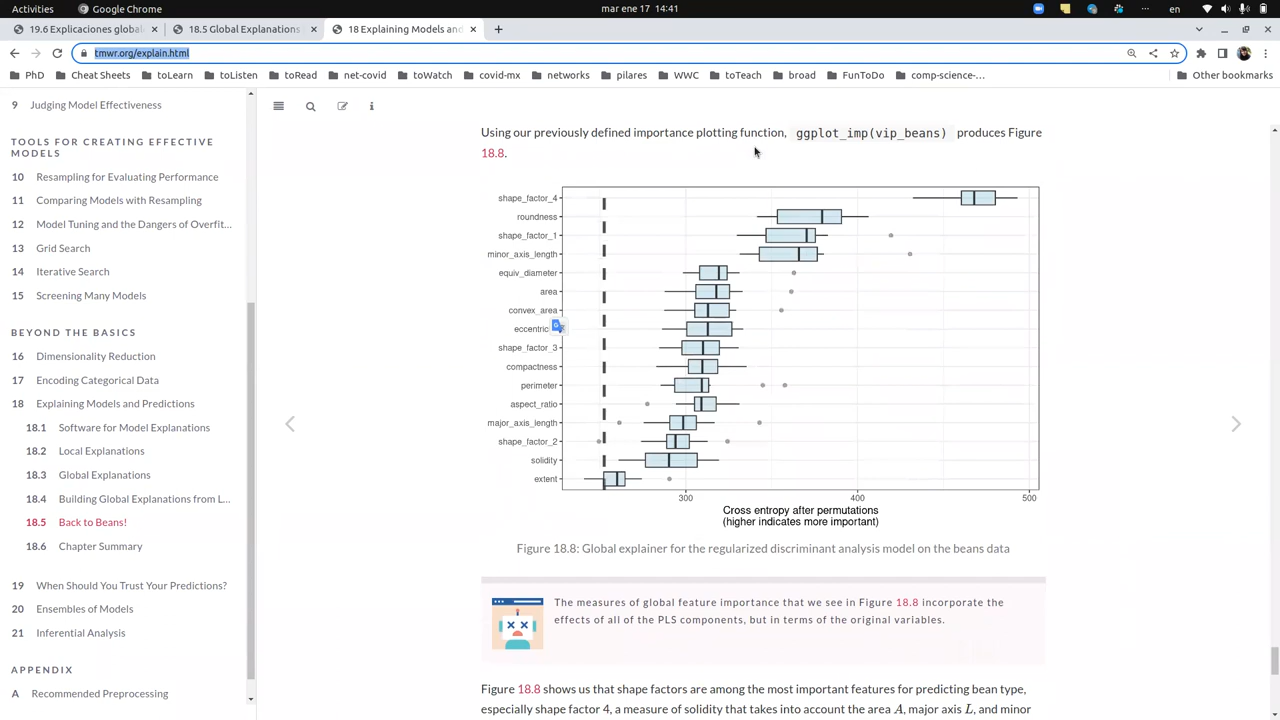 Activities
Google Chrome
mar ene 17 14:41
en
19.6 Explicaciones global
18.5 Global Explanations
18 Explaining Models and
tmwr.org/explain.html
PhD
Cheat Sheets
toLearn
toListen
toRead
net-covid
toWatch
covid-mx
networks
pilares
WWC
toTeach
broad
FunToDo
comp-science-...
Other bookmarks
9 Judging Model Effectiveness
TOOLS FOR CREATING EFFECTIVE
MODELS
10 Resampling for Evaluating Performance
11 Comparing Models with Resampling
12 Model Tuning and the Dangers of Overfit...
13 Grid Search
14 Iterative Search
15 Screening Many Models
BEYOND THE BASICS
16 Dimensionality Reduction
17 Encoding Categorical Data
18 Explaining Models and Predictions
18.1 Software for Model Explanations
18.2 Local Explanations
18.3 Global Explanations
18.4 Building Global Explanations from L...
18.5 Back to Beans!
18.6 Chapter Summary
19 When Should You Trust Your Predictions?
20 Ensembles of Models
21 Inferential Analysis
APPENDIX
A Recommended Preprocessing
Using our previously defined importance plotting function, ggplot_imp(vip_beans) produces Figure
18.8.
shape_factor_4
roundness
shape_factor_1
minor_axis_length
equiv_diameter
area
convex_area
eccentric
shape_factor_3
compactness
perimeter
aspect_ratio
major_axis_length
shape_factor_2
solidity
extent
300 400 500
Cross entropy after permutations
(higher indicates more important)
Figure 18.8: Global explainer for the regularized discriminant analysis model on the beans data
The measures of global feature importance that we see in Figure 18.8 incorporate the
effects of all of the PLS components, but in terms of the original variables.
Figure 18.8 shows us that shape factors are among the most important features for predicting bean type,
especially shape factor 4, a measure of solidity that takes into account the area A, major axis L, and minor